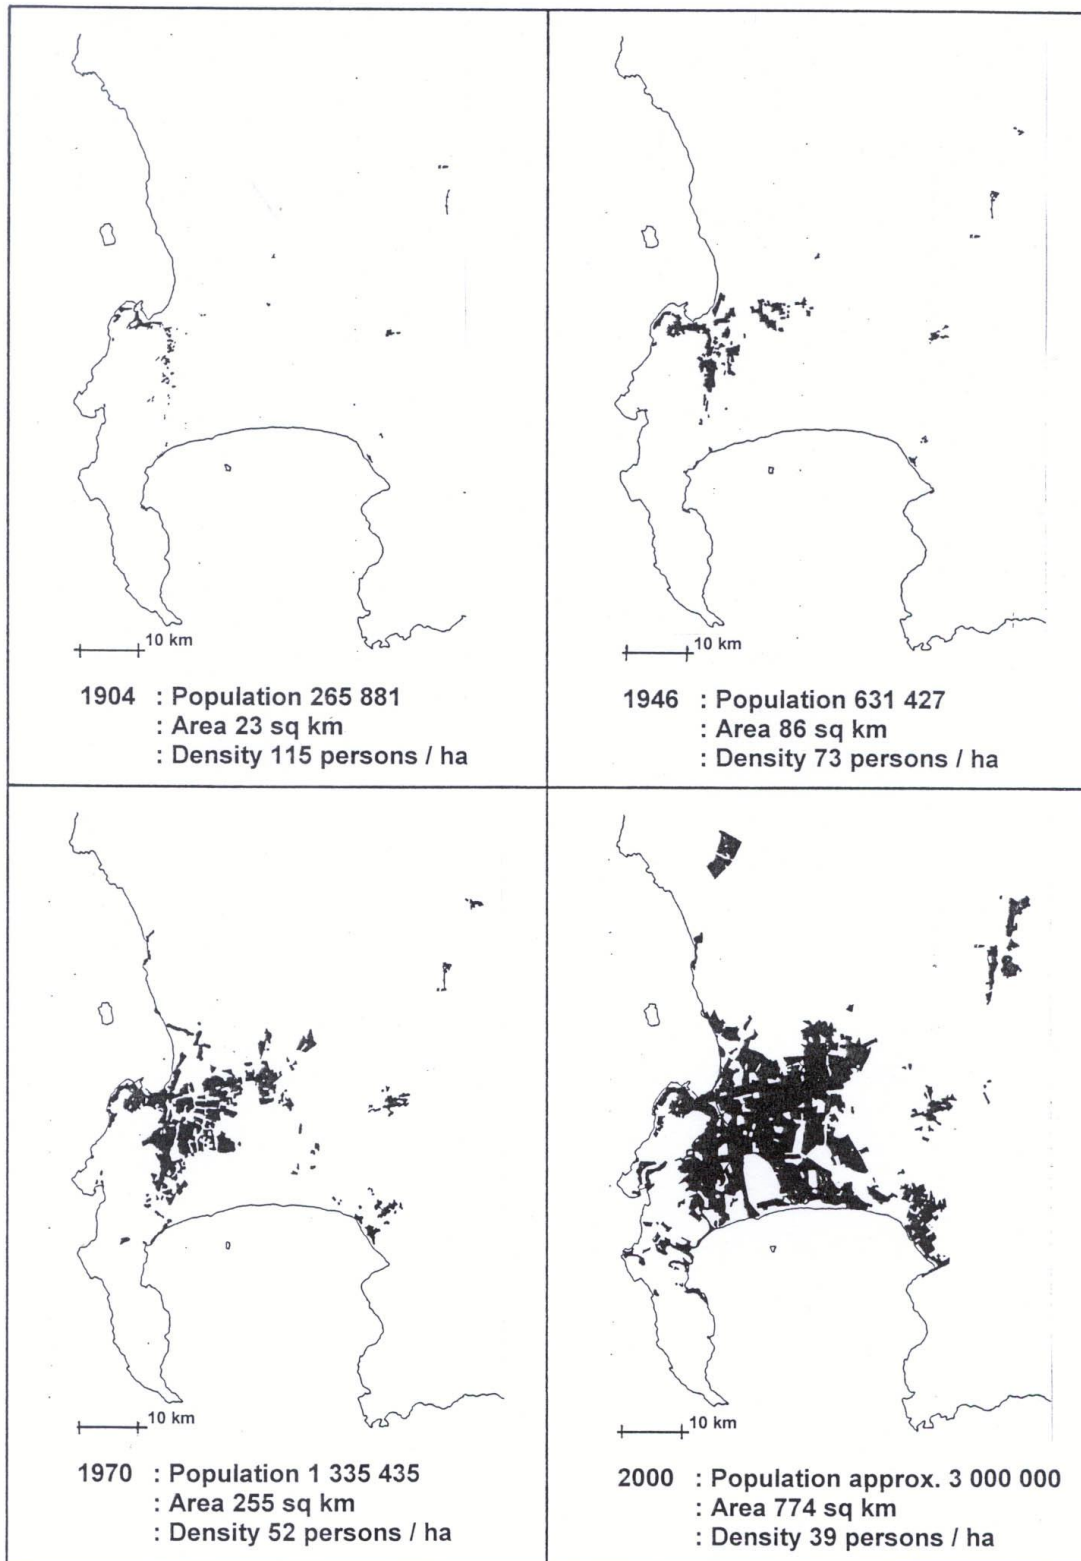 10 km
1904 : Population 265 881
: Area 23 sq km
: Density 115 persons / ha
10 km
1946 : Population 631 427
: Area 86 sq km
: Density 73 persons / ha
10 km
1970 : Population 1 335 435
: Area 255 sq km
: Density 52 persons / ha
10 km
2000 : Population approx. 3 000 000
: Area 774 sq km
: Density 39 persons / ha